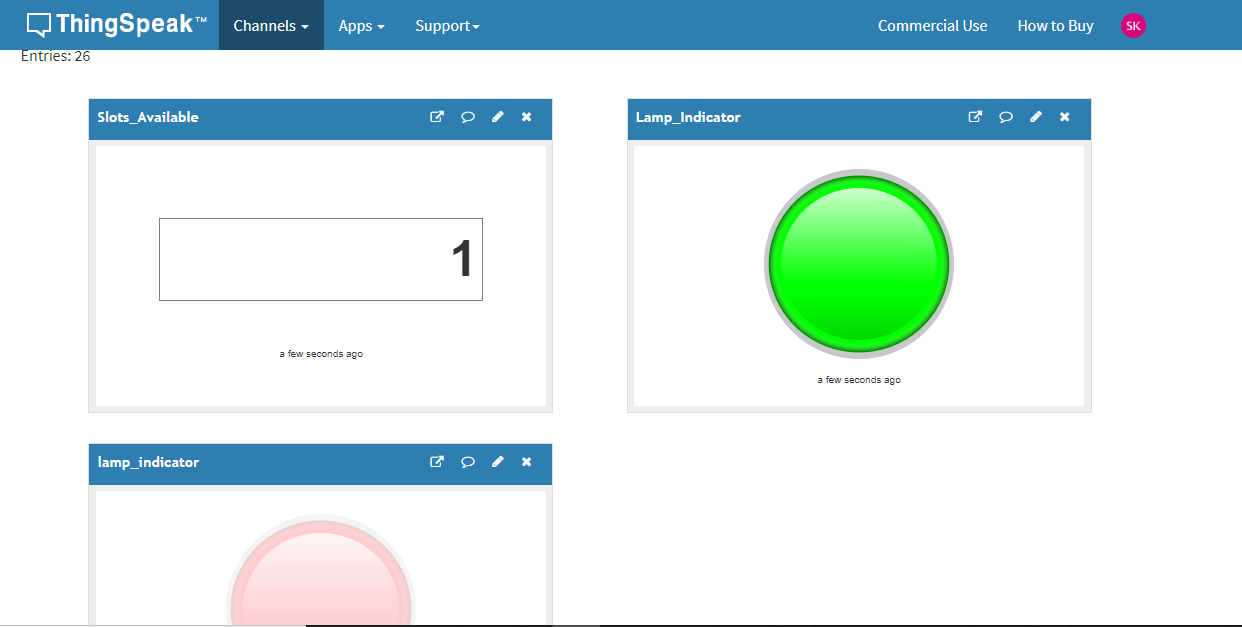 ThingSpeak™ Channels Apps Support Commercial Use How to Buy SK
Entries: 26
Slots_Available
1
a few seconds ago
Lamp_Indicator
a few seconds ago
lamp_indicator